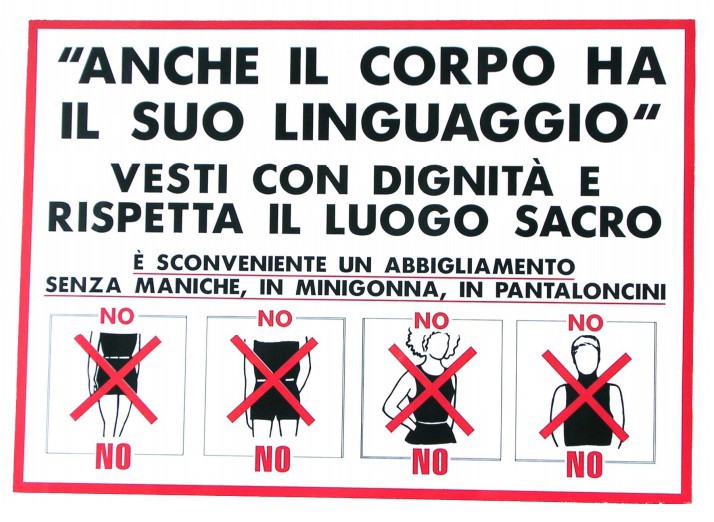 “ANCHE IL CORPO HA
IL SUO LINGUAGGIO“
VESTI CON DIGNITÀ E
RISPETTA IL LUOGO SACRO
È SCONVENIENTE UN ABBIGLIAMENTO
SENZA MANICHE, IN MINIGONNA, IN PANTALONCINI
NO NO NO NO
NO NO NO NO